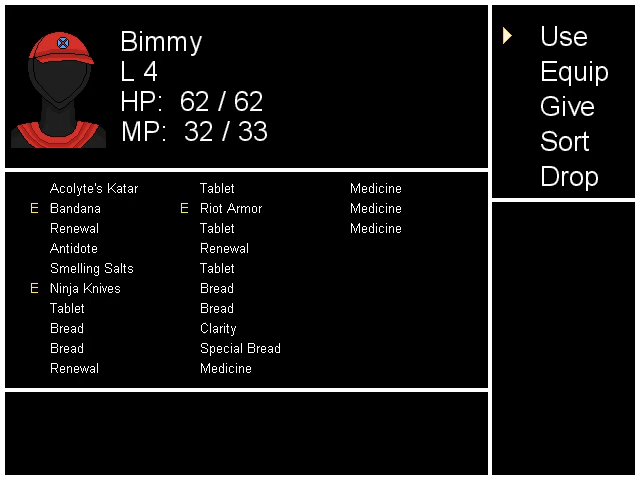 Bimmy
L 4
HP: 62 / 62
MP: 32 / 33
Use
Equip
Give
Sort
Drop
Acolyte's Katar
E Bandana
Renewal
Antidote
Smelling Salts
E Ninja Knives
Tablet
Bread
Bread
Renewal
Tablet
E Riot Armor
Tablet
Renewal
Tablet
Bread
Bread
Clarity
Special Bread
Medicine
Medicine
Medicine
Medicine